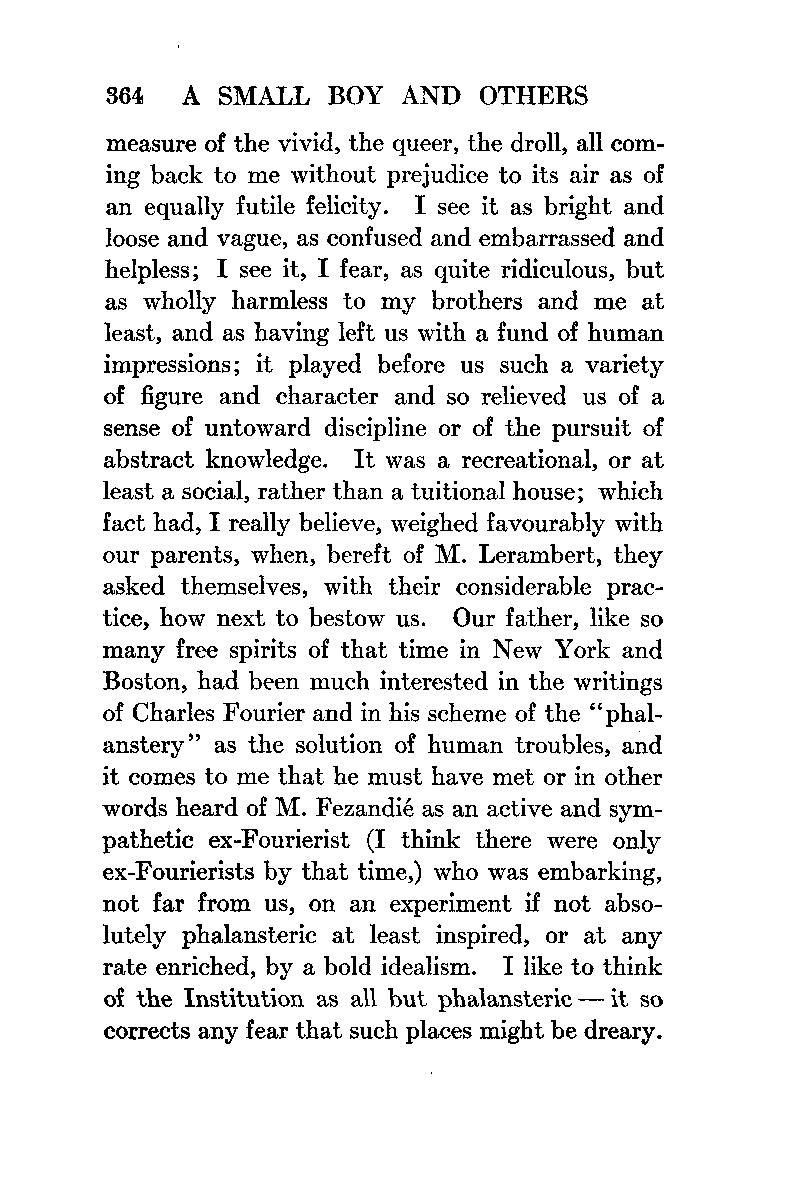 364 A SMALL BOY AND OTHERS
measure of the vivid, the queer, the droll, all com-
ing back to me without prejudice to its air as of
an equally futile felicity. I see it as bright and
loose and vague, as confused and embarrassed and
helpless; I see it, I fear, as quite ridiculous, but
as wholly harmless to my brothers and me at
least, and as having left us with a fund of human
impressions; it played before us such a variety
of figure and character and so relieved us of a
sense of untoward discipline or of the pursuit of
abstract knowledge. It was a recreational, or at
least a social, rather than a tuitional house; which
fact had, I really believe, weighed favourably with
our parents, when, bereft of M. Lerambert, they
asked themselves, with their considerable prac-
tice, how next to bestow us. Our father, like so
many free spirits of that time in New York and
Boston, had been much interested in the writings
of Charles Fourier and in his scheme of the “phal-
anstery” as the solution of human troubles, and
it comes to me that he must have met or in other
words heard of M. Fezandié as an active and sym-
pathetic ex-Fourierist (I think there were only
ex-Fourierists by that time,) who was embarking,
not far from us, on an experiment if not abso-
lutely phalansteric at least inspired, or at any
rate enriched, by a bold idealism. I like to think
of the Institution as all but phalansteric — it so
corrects any fear that such places might be dreary.